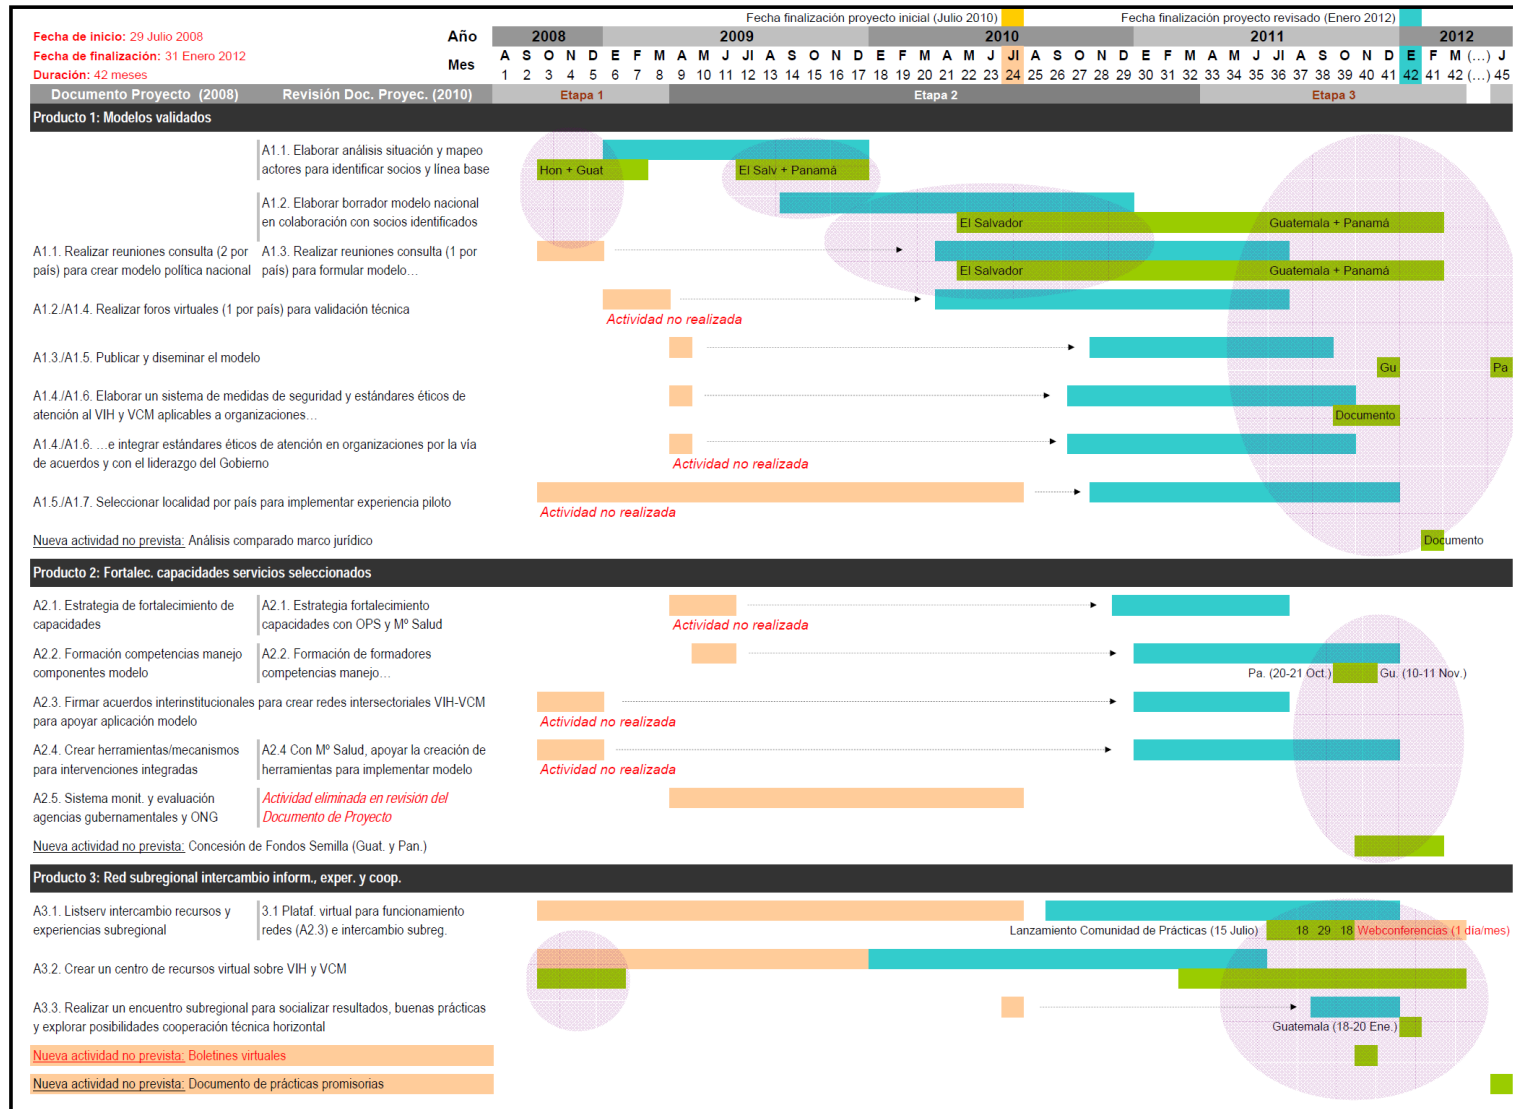 Fecha finalización proyecto inicial (Julio 2010) Fecha finalización proyecto revisado (Enero 2012)
Fecha de inicio: 29 Julio 2008 Año 2008 2009 2010 2011 2012
Fecha de finalización: 31 Enero 2012
Mes A S O N D E F M A M J Jl A S O N D E F M A M J Jl A S O N D E F M A M J Jl A S O N D E F M (...) J
Duración: 42 meses 1 2 3 4 5 6 7 8 9 10 11 12 13 14 15 16 17 18 19 20 21 22 23 24 25 26 27 28 29 30 31 32 33 34 35 36 37 38 39 40 41 42 41 42 (...) 45
Documento Proyecto (2008) Revisión Doc. Proyec. (2010) Etapa 1 Etapa 2 Etapa 3
Producto 1: Modelos validados
A1.1. Elaborar análisis situación y mapeo
actores para identificar socios y línea base Hon + Guat El Salv + Panamá
A1.2. Elaborar borrador modelo nacional
en colaboración con socios identificados El Salvador Guatemala + Panamá
A1.1. Realizar reuniones consulta (2 por A1.3. Realizar reuniones consulta (1 por
país) para crear modelo política nacional país) para formular modelo… El Salvador Guatemala + Panamá
A1.2./A1.4. Realizar foros virtuales (1 por país) para validación técnica
Actividad no realizada
A1.3./A1.5. Publicar y diseminar el modelo
Gu Pa
A1.4./A1.6. Elaborar un sistema de medidas de seguridad y estándares éticos de
atención al VIH y VCM aplicables a organizaciones… Documento
A1.4./A1.6. …e integrar estándares éticos de atención en organizaciones por la vía
de acuerdos y con el liderazgo del Gobierno Actividad no realizada
A1.5./A1.7. Seleccionar localidad por país para implementar experiencia piloto
Actividad no realizada
Nueva actividad no prevista: Análisis comparado marco jurídico Documento
Producto 2: Fortalec. capacidades servicios seleccionados
A2.1. Estrategia de fortalecimiento de A2.1. Estrategia fortalecimiento
capacidades capacidades con OPS y Mº Salud Actividad no realizada
A2.2. Formación competencias manejo A2.2. Formación de formadores
componentes modelo competencias manejo… Pa. (20-21 Oct.) Gu. (10-11 Nov.)
A2.3. Firmar acuerdos interinstitucionales para crear redes intersectoriales VIH-VCM
para apoyar aplicación modelo Actividad no realizada
A2.4. Crear herramientas/mecanismos A2.4 Con Mº Salud, apoyar la creación de
para intervenciones integradas herramientas para implementar modelo Actividad no realizada
A2.5. Sistema monit. y evaluación Actividad eliminada en revisión del
agencias gubernamentales y ONG Documento de Proyecto
Nueva actividad no prevista: Concesión de Fondos Semilla (Guat. y Pan.)
Producto 3: Red subregional intercambio inform., exper. y coop.
A3.1. Listserv intercambio recursos y 3.1 Plataf. virtual para funcionamiento
experiencias subregional redes (A2.3) e intercambio subreg. Lanzamiento Comunidad de Prácticas (15 Julio) 18 29 18 Webconferencias (1 día/mes)
A3.2. Crear un centro de recursos virtual sobre VIH y VCM
A3.3. Realizar un encuentro subregional para socializar resultados, buenas prácticas
y explorar posibilidades cooperación técnica horizontal Guatemala (18-20 Ene.)
Nueva actividad no prevista: Boletines virtuales
Nueva actividad no prevista: Documento de prácticas promisorias